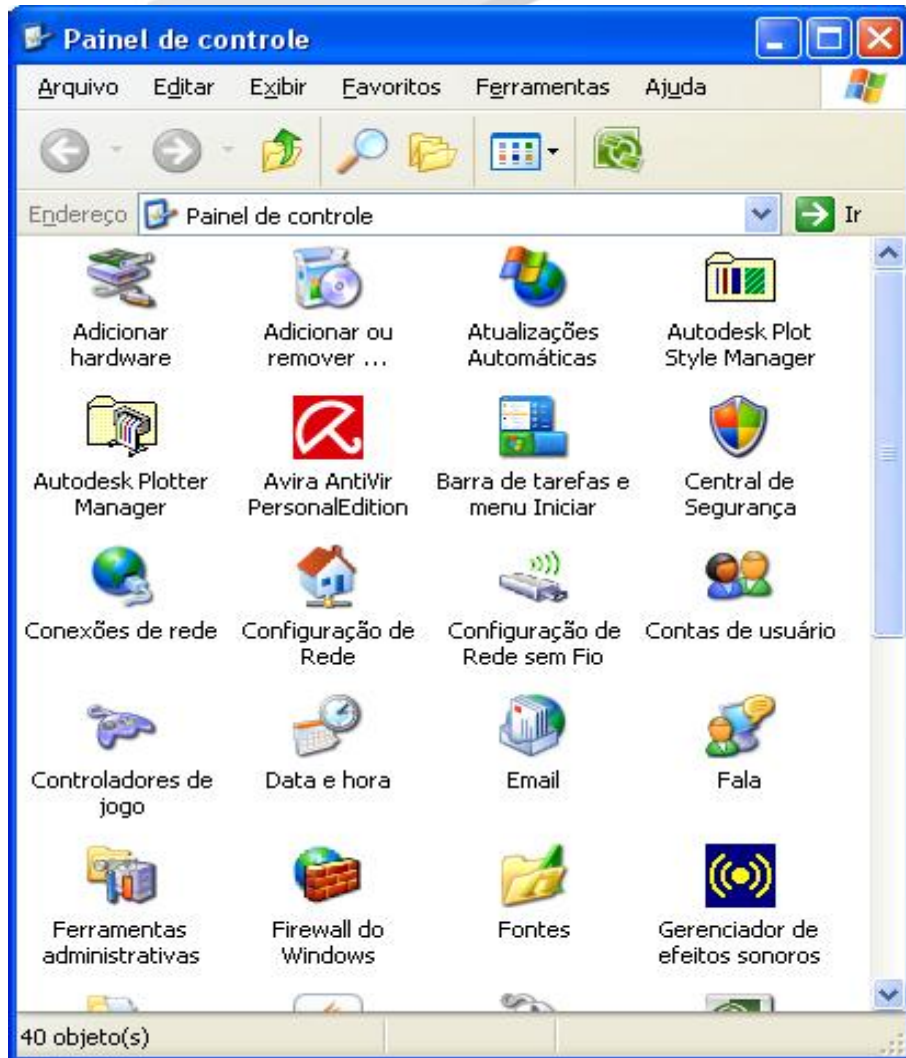 Painel de controle
Arquivo Editar Exibir Favoritos Ferramentas Ajuda
Endereço Painel de controle Ir
Adicionar hardware
Adicionar ou remover ...
Atualizações Automáticas
Autodesk Plot Style Manager
Autodesk Plotter Manager
Avira AntiVir PersonalEdition
Barra de tarefas e menu Iniciar
Central de Segurança
Conexões de rede
Configuração de Rede
Configuração de Rede sem Fio
Contas de usuário
Controladores de jogo
Data e hora
Email
Fala
Ferramentas administrativas
Firewall do Windows
Fontes
Gerenciador de efeitos sonoros
40 objeto(s)